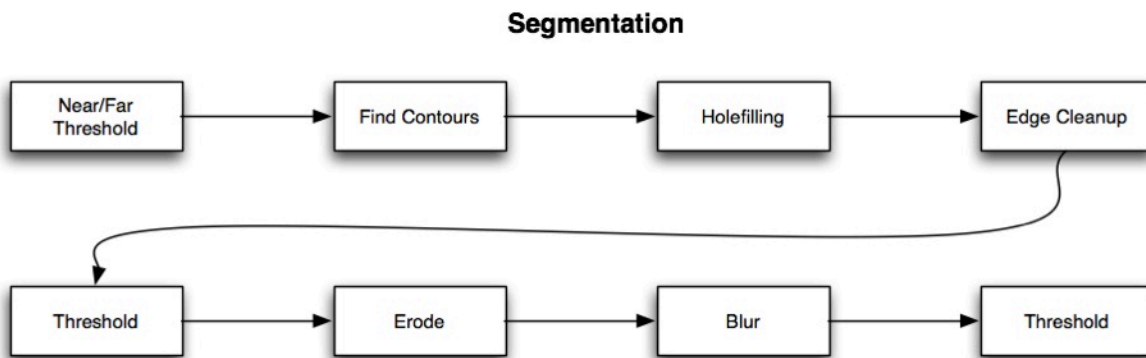 Segmentation
Near/Far
Threshold
Find Contours
Holefilling
Edge Cleanup
Threshold
Erode
Blur
Threshold